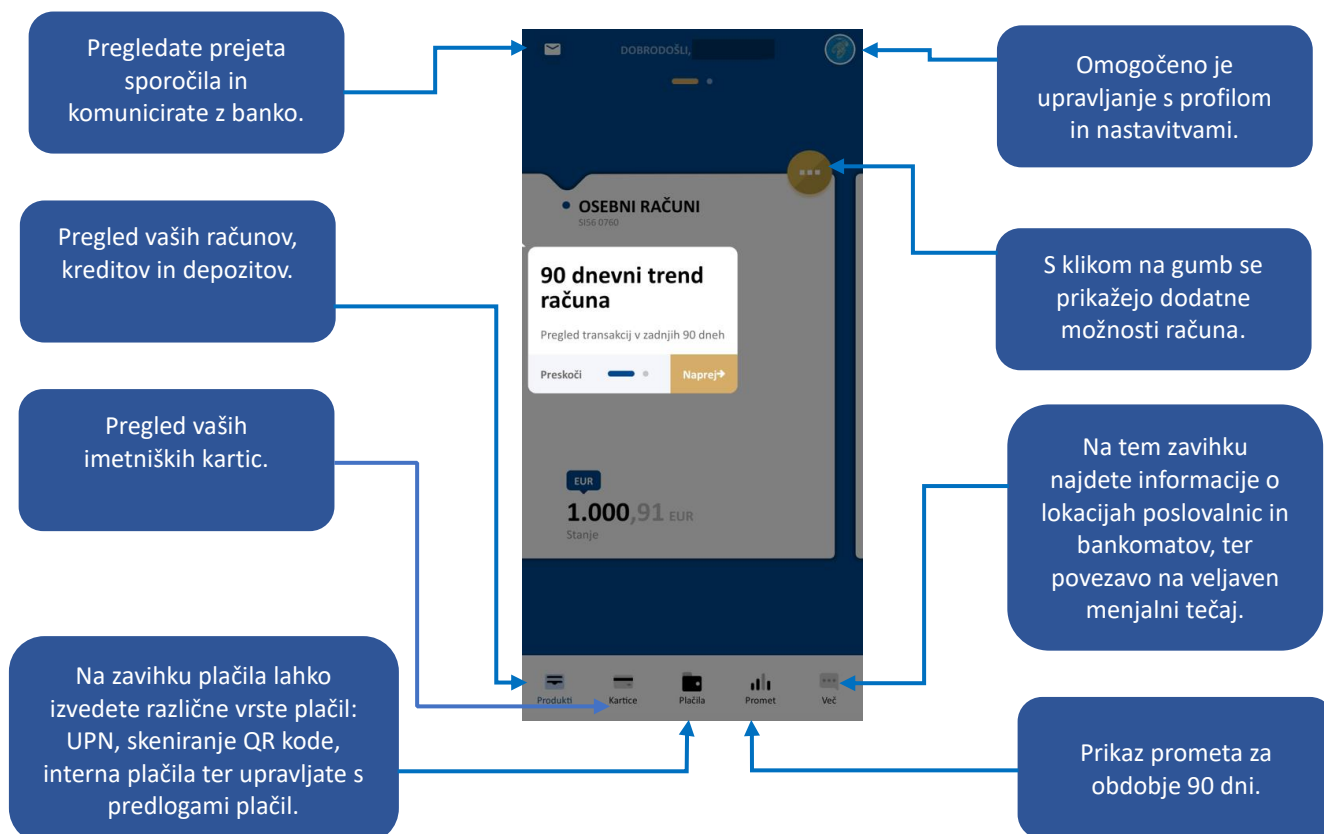 Pregledate prejeta
sporočila in
komunicirate z banko.
Pregled vaših računov,
kreditov in depozitov.
Pregled vaših
imetniških kartic.
Na zavihku plačila lahko
izvedete različne vrste plačil:
UPN, skeniranje QR kode,
interna plačila ter upravljate s
predlogami plačil.
DOBRODOŠLI,
OSEBNI RAČUNI
SI56 0760
90 dnevni trend
računa
Pregled transakcij v zadnjih 90 dneh
Preskoči
Naprej
EUR
1.000,91 EUR
Stanje
Produkti
Kartice
Plačila
Promet
Več
Omogočeno je
upravljanje s profilom
in nastavitvami.
S klikom na gumb se
prikažejo dodatne
možnosti računa.
Na tem zavihku
najdete informacije o
lokacijah poslovalnic in
bankomatov, ter
povezavo na veljaven
menjalni tečaj.
Prikaz prometa za
obdobje 90 dni.